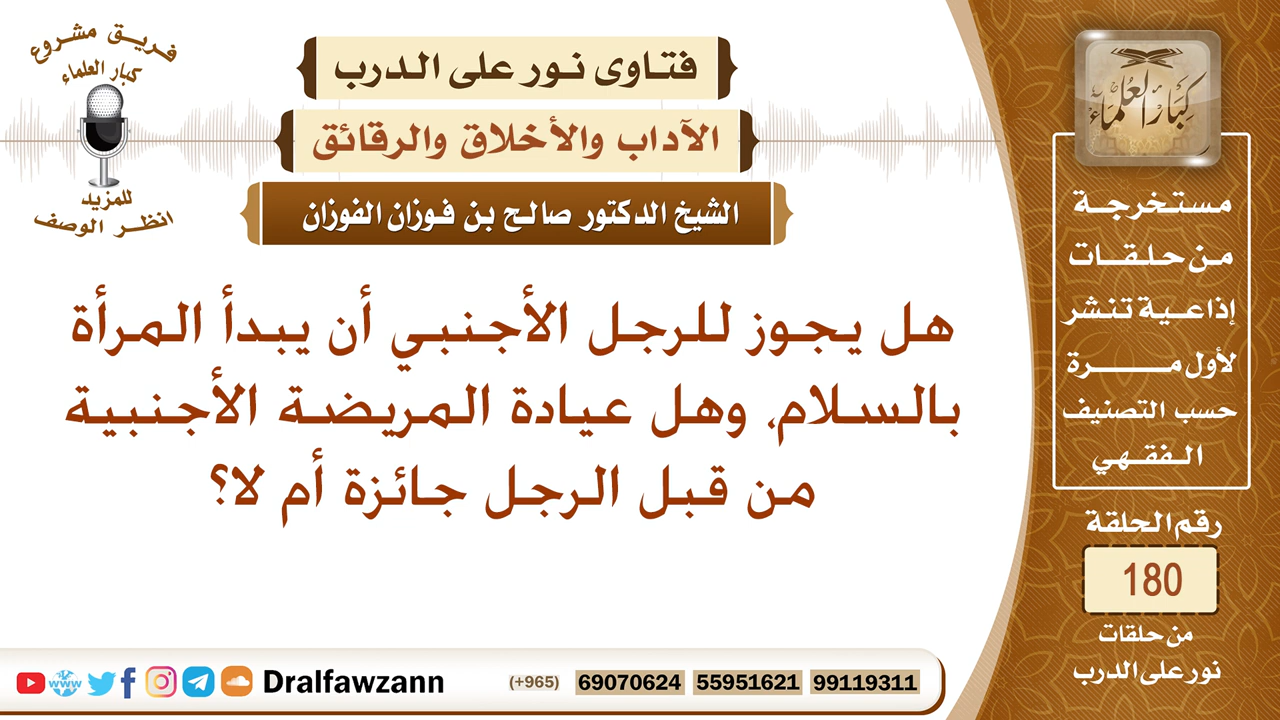 فريق مشروع
كبار العلماء
للمزيد
انظر الوصف
فتاوى نور على الدرب
الآداب والأخلاق والرقائق
الشيخ الدكتور صالح بن فوزان الفوزان
هل يجوز للرجل الأجنبي أن يبدأ المرأة
بالسلام، وهل عيادة المريضة الأجنبية
من قبل الرجل جائزة أم لا؟
كبار العلماء
مستخرجة
من حلقات
إذاعية تنشر
لأول مرة
حسب التصنيف
الفقهي
رقم الحلقة
180
من حلقات
نور على الدرب
www Dralfawzann (+965) 69070624 55951621 99119311